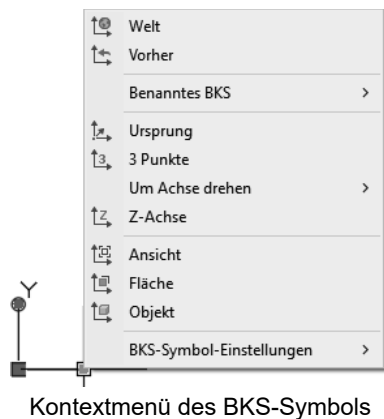 Welt
Vorher
Benanntes BKS
Ursprung
3 Punkte
Um Achse drehen
Z-Achse
Ansicht
Fläche
Objekt
BKS-Symbol-Einstellungen
Y
Kontextmenü des BKS-Symbols